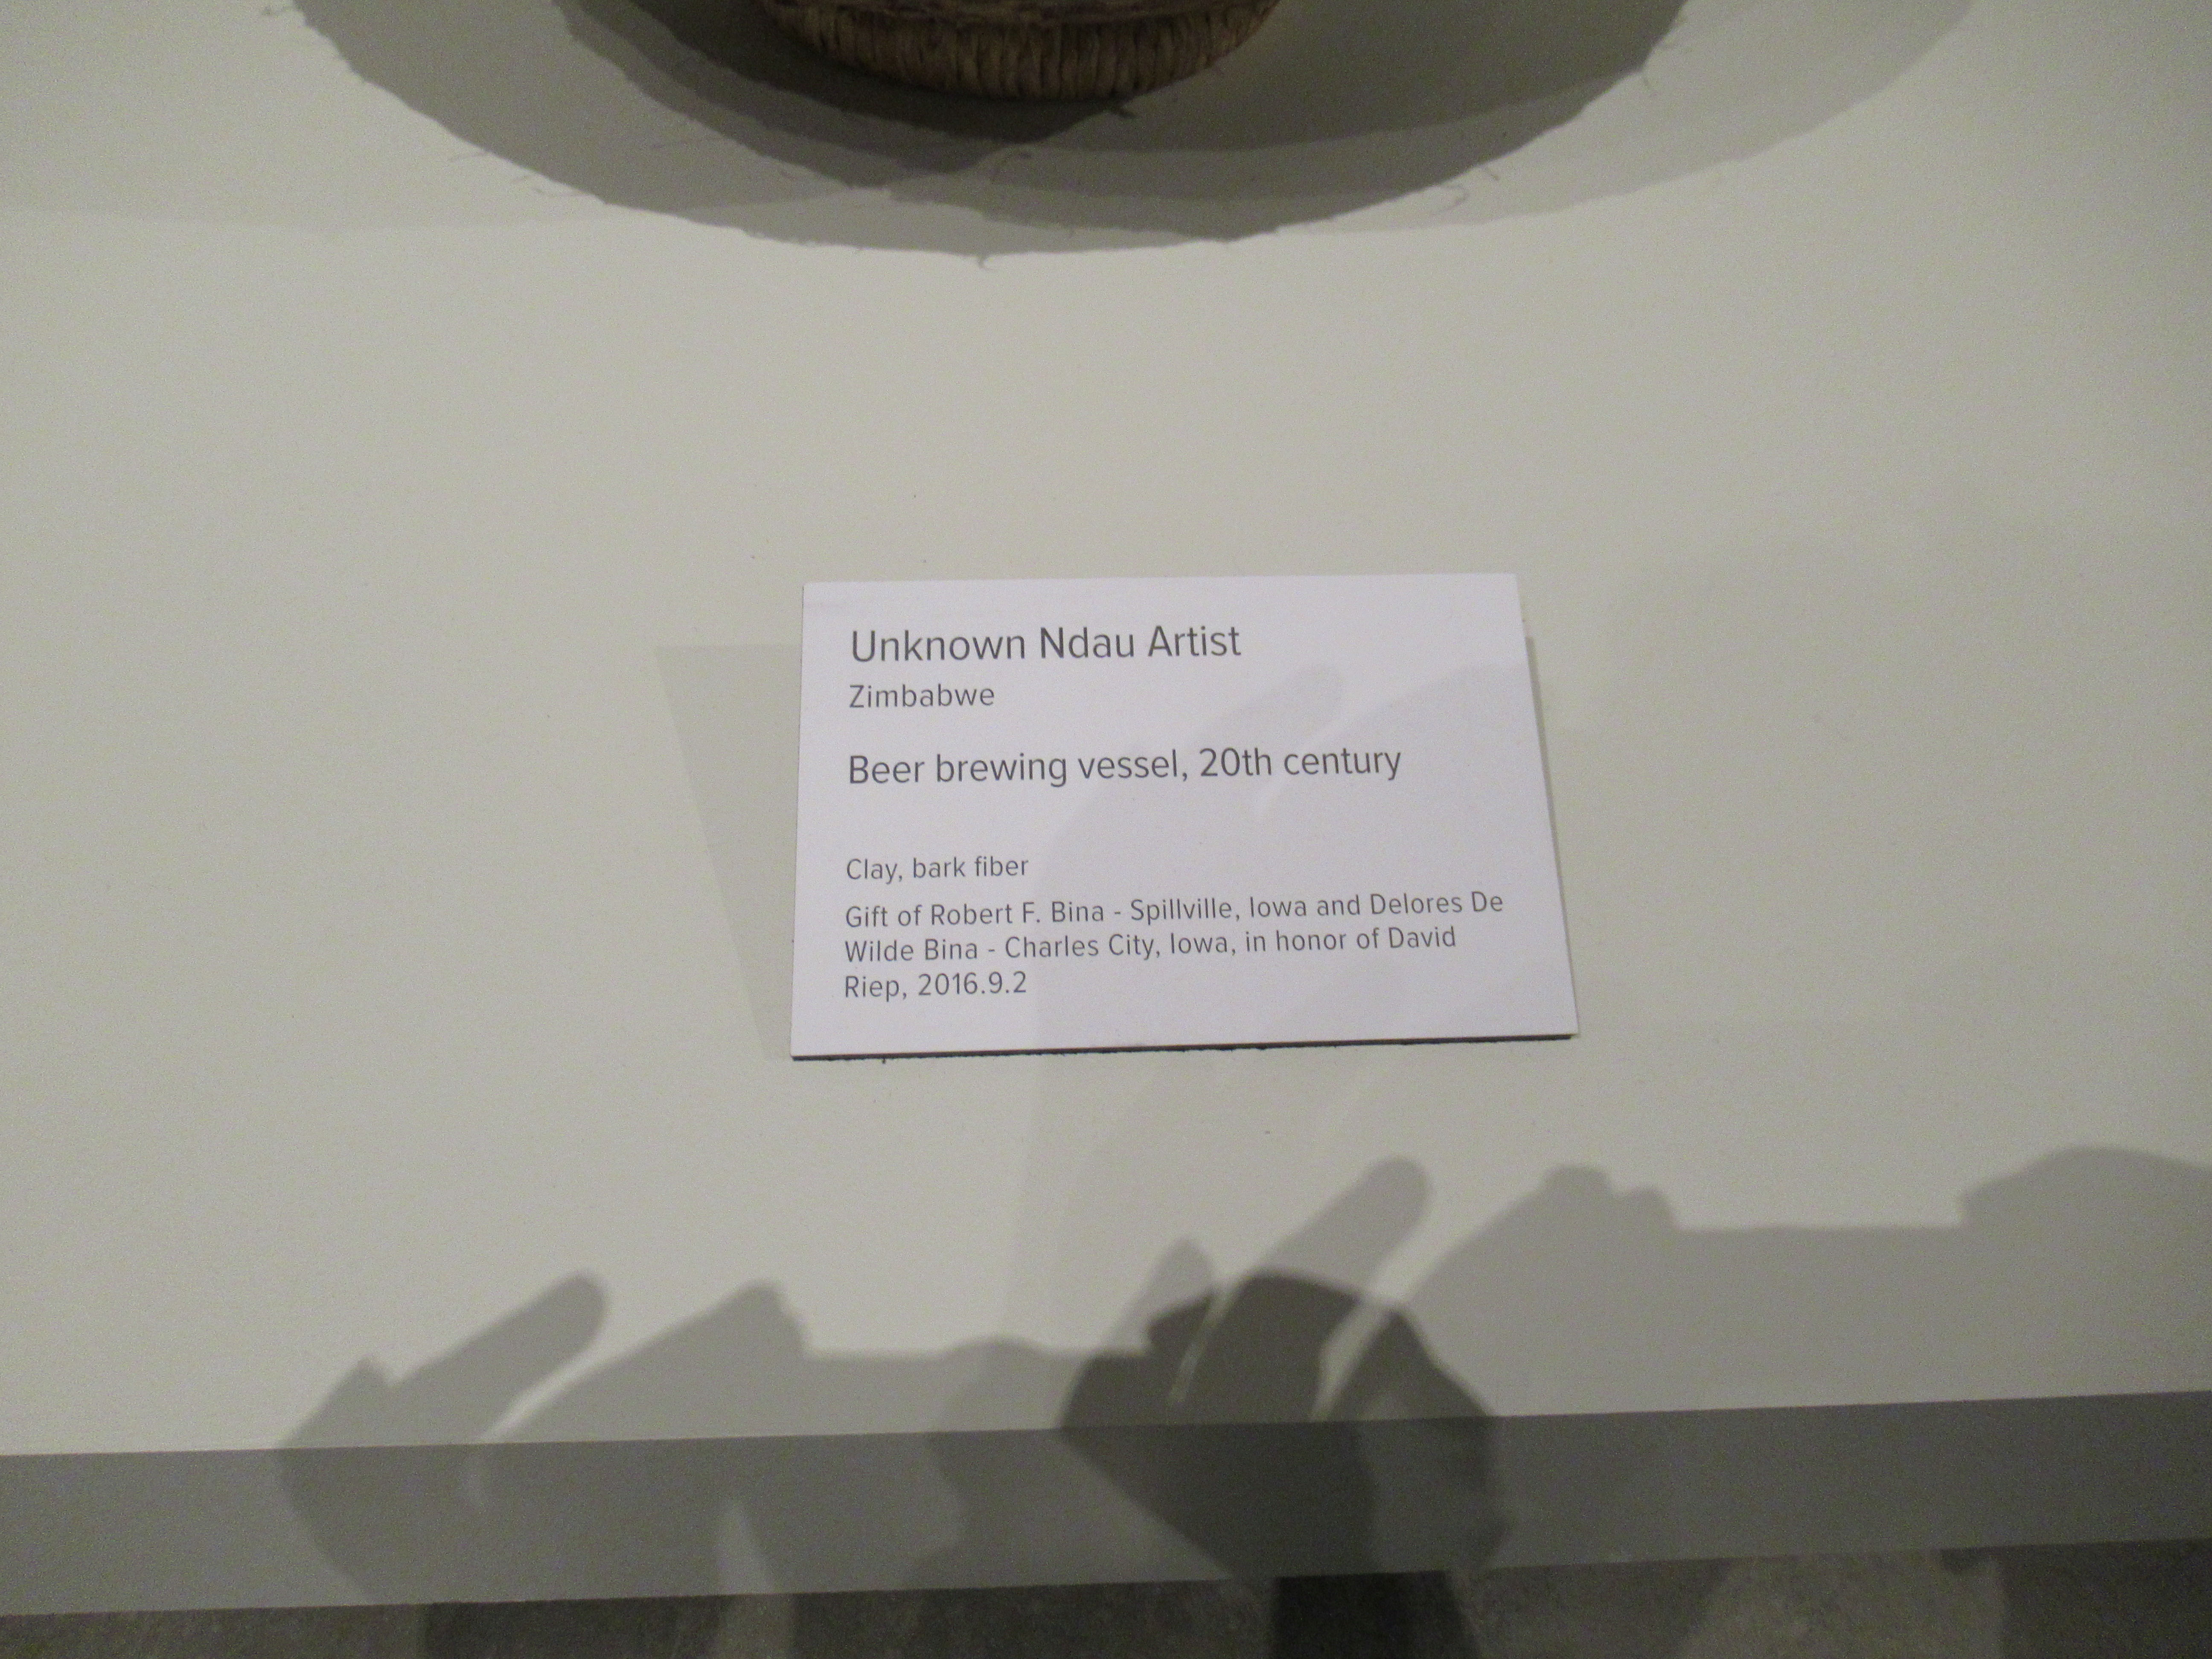 Unknown Ndau Artist
Zimbabwe
Beer brewing vessel, 20th century
Clay, bark fiber
Gift of Robert F. Bina - Spillville, Iowa and Delores De
Wilde Bina - Charles City, Iowa, in honor of David
Riep, 2016.9.2